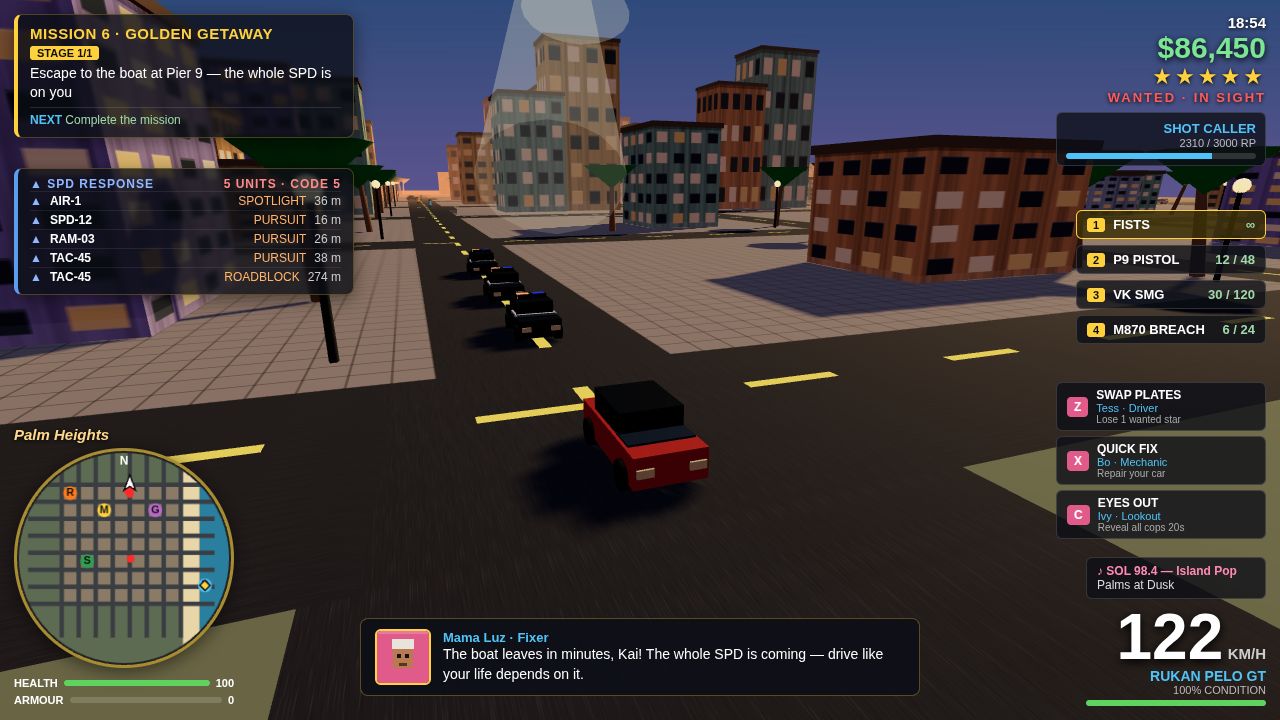 MISSION 6 · GOLDEN GETAWAY
STAGE 1/1
Escape to the boat at Pier 9 — the whole SPD is
on you
NEXT Complete the mission
▲ SPD RESPONSE 5 UNITS · CODE 5
▲ AIR-1 SPOTLIGHT 36 m
▲ SPD-12 PURSUIT 16 m
▲ RAM-03 PURSUIT 26 m
▲ TAC-45 PURSUIT 38 m
▲ TAC-45 ROADBLOCK 274 m
18:54
$86,450
★★★★★
WANTED · IN SIGHT
SHOT CALLER
2310 / 3000 RP
1 FISTS ∞
2 P9 PISTOL 12 / 48
3 VK SMG 30 / 120
4 M870 BREACH 6 / 24
Z SWAP PLATES
Tess · Driver
Lose 1 wanted star
X QUICK FIX
Bo · Mechanic
Repair your car
C EYES OUT
Ivy · Lookout
Reveal all cops 20s
♪ SOL 98.4 — Island Pop
Palms at Dusk
122 KM/H
RUKAN PELO GT
100% CONDITION
Palm Heights
N
R
M
G
S
HEALTH 100
ARMOUR 0
Mama Luz · Fixer
The boat leaves in minutes, Kai! The whole SPD is coming — drive like
your life depends on it.